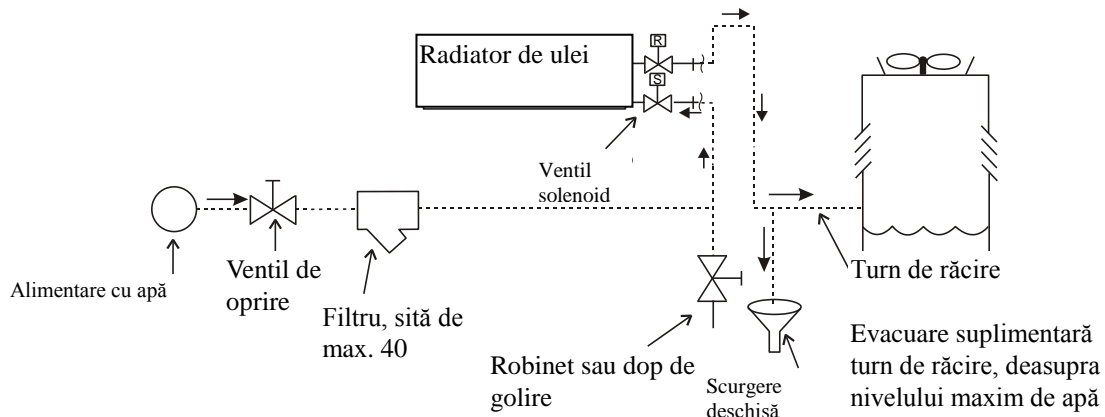 Radiator de ulei
R
S
Ventil
solenoid
Alimentare cu apă
Ventil de
oprire
Filtru, sită de
max. 40
Robinet sau dop de
golire
Scurgere
deschisă
Turn de răcire
Evacuare suplimentară
turn de răcire, deasupra
nivelului maxim de apă